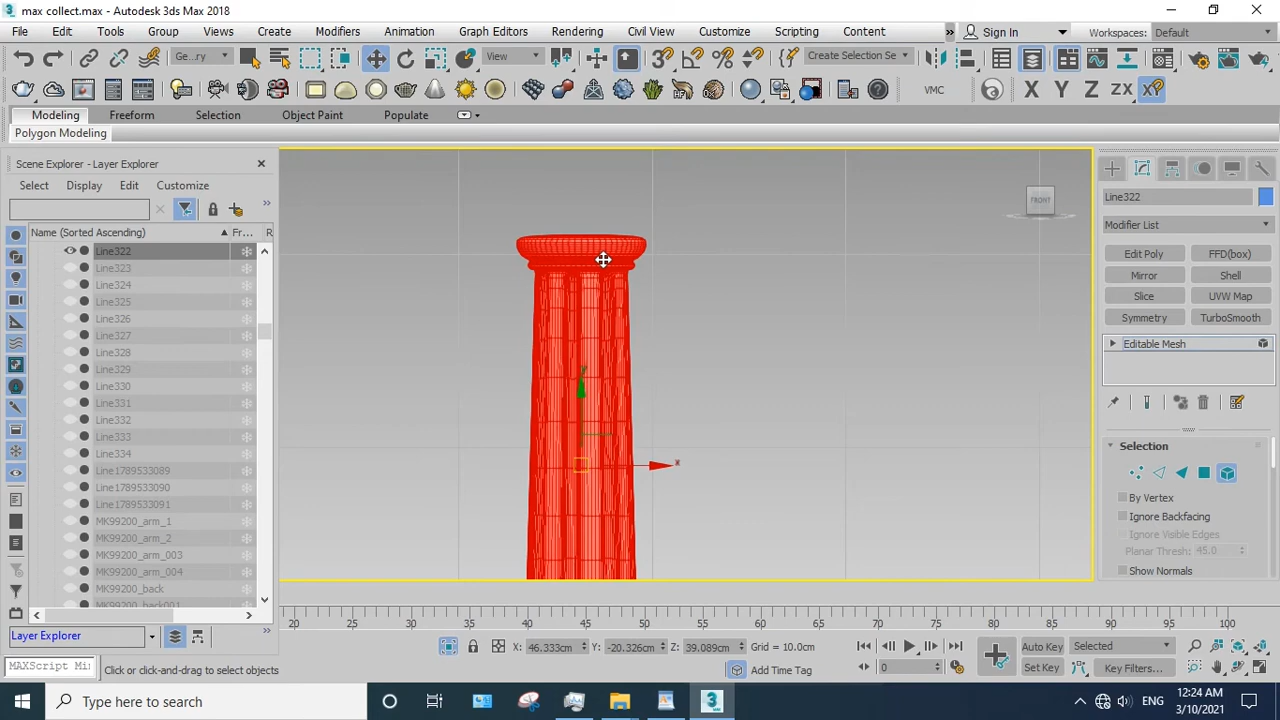 max collect.max - Autodesk 3ds Max 2018
File Edit Tools Group Views Create Modifiers Animation Graph Editors Rendering Civil View Customize Scripting Content » Sign In Workspaces: Default
Ge...ry View Create Selection Se
VMC X Y Z ZX XY
Modeling Freeform Selection Object Paint Populate
Polygon Modeling
Scene Explorer - Layer Explorer
Select Display Edit Customize
Name (Sorted Ascending) Fr... R
Line322
Line323
Line324
Line325
Line326
Line327
Line328
Line329
Line330
Line331
Line332
Line333
Line334
Line1789533089
Line1789533090
Line1789533091
MK99200_arm_1
MK99200_arm_2
MK99200_arm_003
MK99200_arm_004
MK99200_back
MK99200_back001
Layer Explorer
FRONT
y
x
Line322
Modifier List
Edit Poly FFD(box)
Mirror Shell
Slice UVW Map
Symmetry TurboSmooth
Editable Mesh
Selection
By Vertex
Ignore Backfacing
Ignore Visible Edges
Planar Thresh: 45.0
Show Normals
20 25 30 35 40 45 50 55 60 65 70 75 80 85 90 95 100
X: 46.333cm Y: -20.326cm Z: 39.089cm Grid = 10.0cm Auto Key Selected
MAXScript Mi: Click or click-and-drag to select objects Add Time Tag 0 Set Key Key Filters...
Type here to search
ENG 12:24 AM
3/10/2021